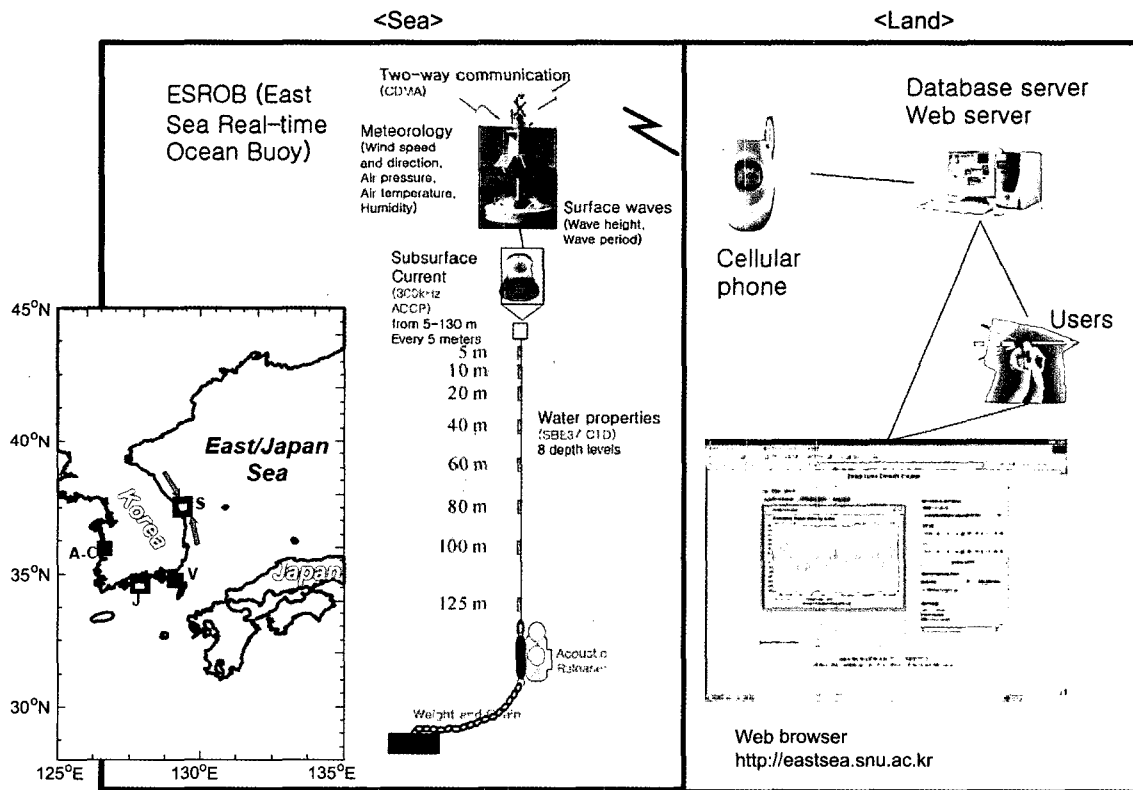 <Sea>
<Land>
ESROB (East
Sea Real-time
Ocean Buoy)
Two-way communication
(CDMA)
Meteorology
(Wind speed
and direction,
Air pressure,
Air temperature,
Humidity)
Surface waves
(Wave height,
Wave period)
Subsurface
Current
(300kHz
ADCP)
from 5-130 m
Every 5 meters
5 m
10 m
20 m
40 m
60 m
80 m
100 m
125 m
Water properties
(SBE37 CTD)
8 depth levels
Acoustic
Releaser
Weight and Chain
45°N
40°N
35°N
30°N
125°E
130°E
135°E
East/Japan
Sea
Korea
Japan
S
A-C
V
J
Database server
Web server
Cellular
phone
Users
Web browser
http://eastsea.snu.ac.kr